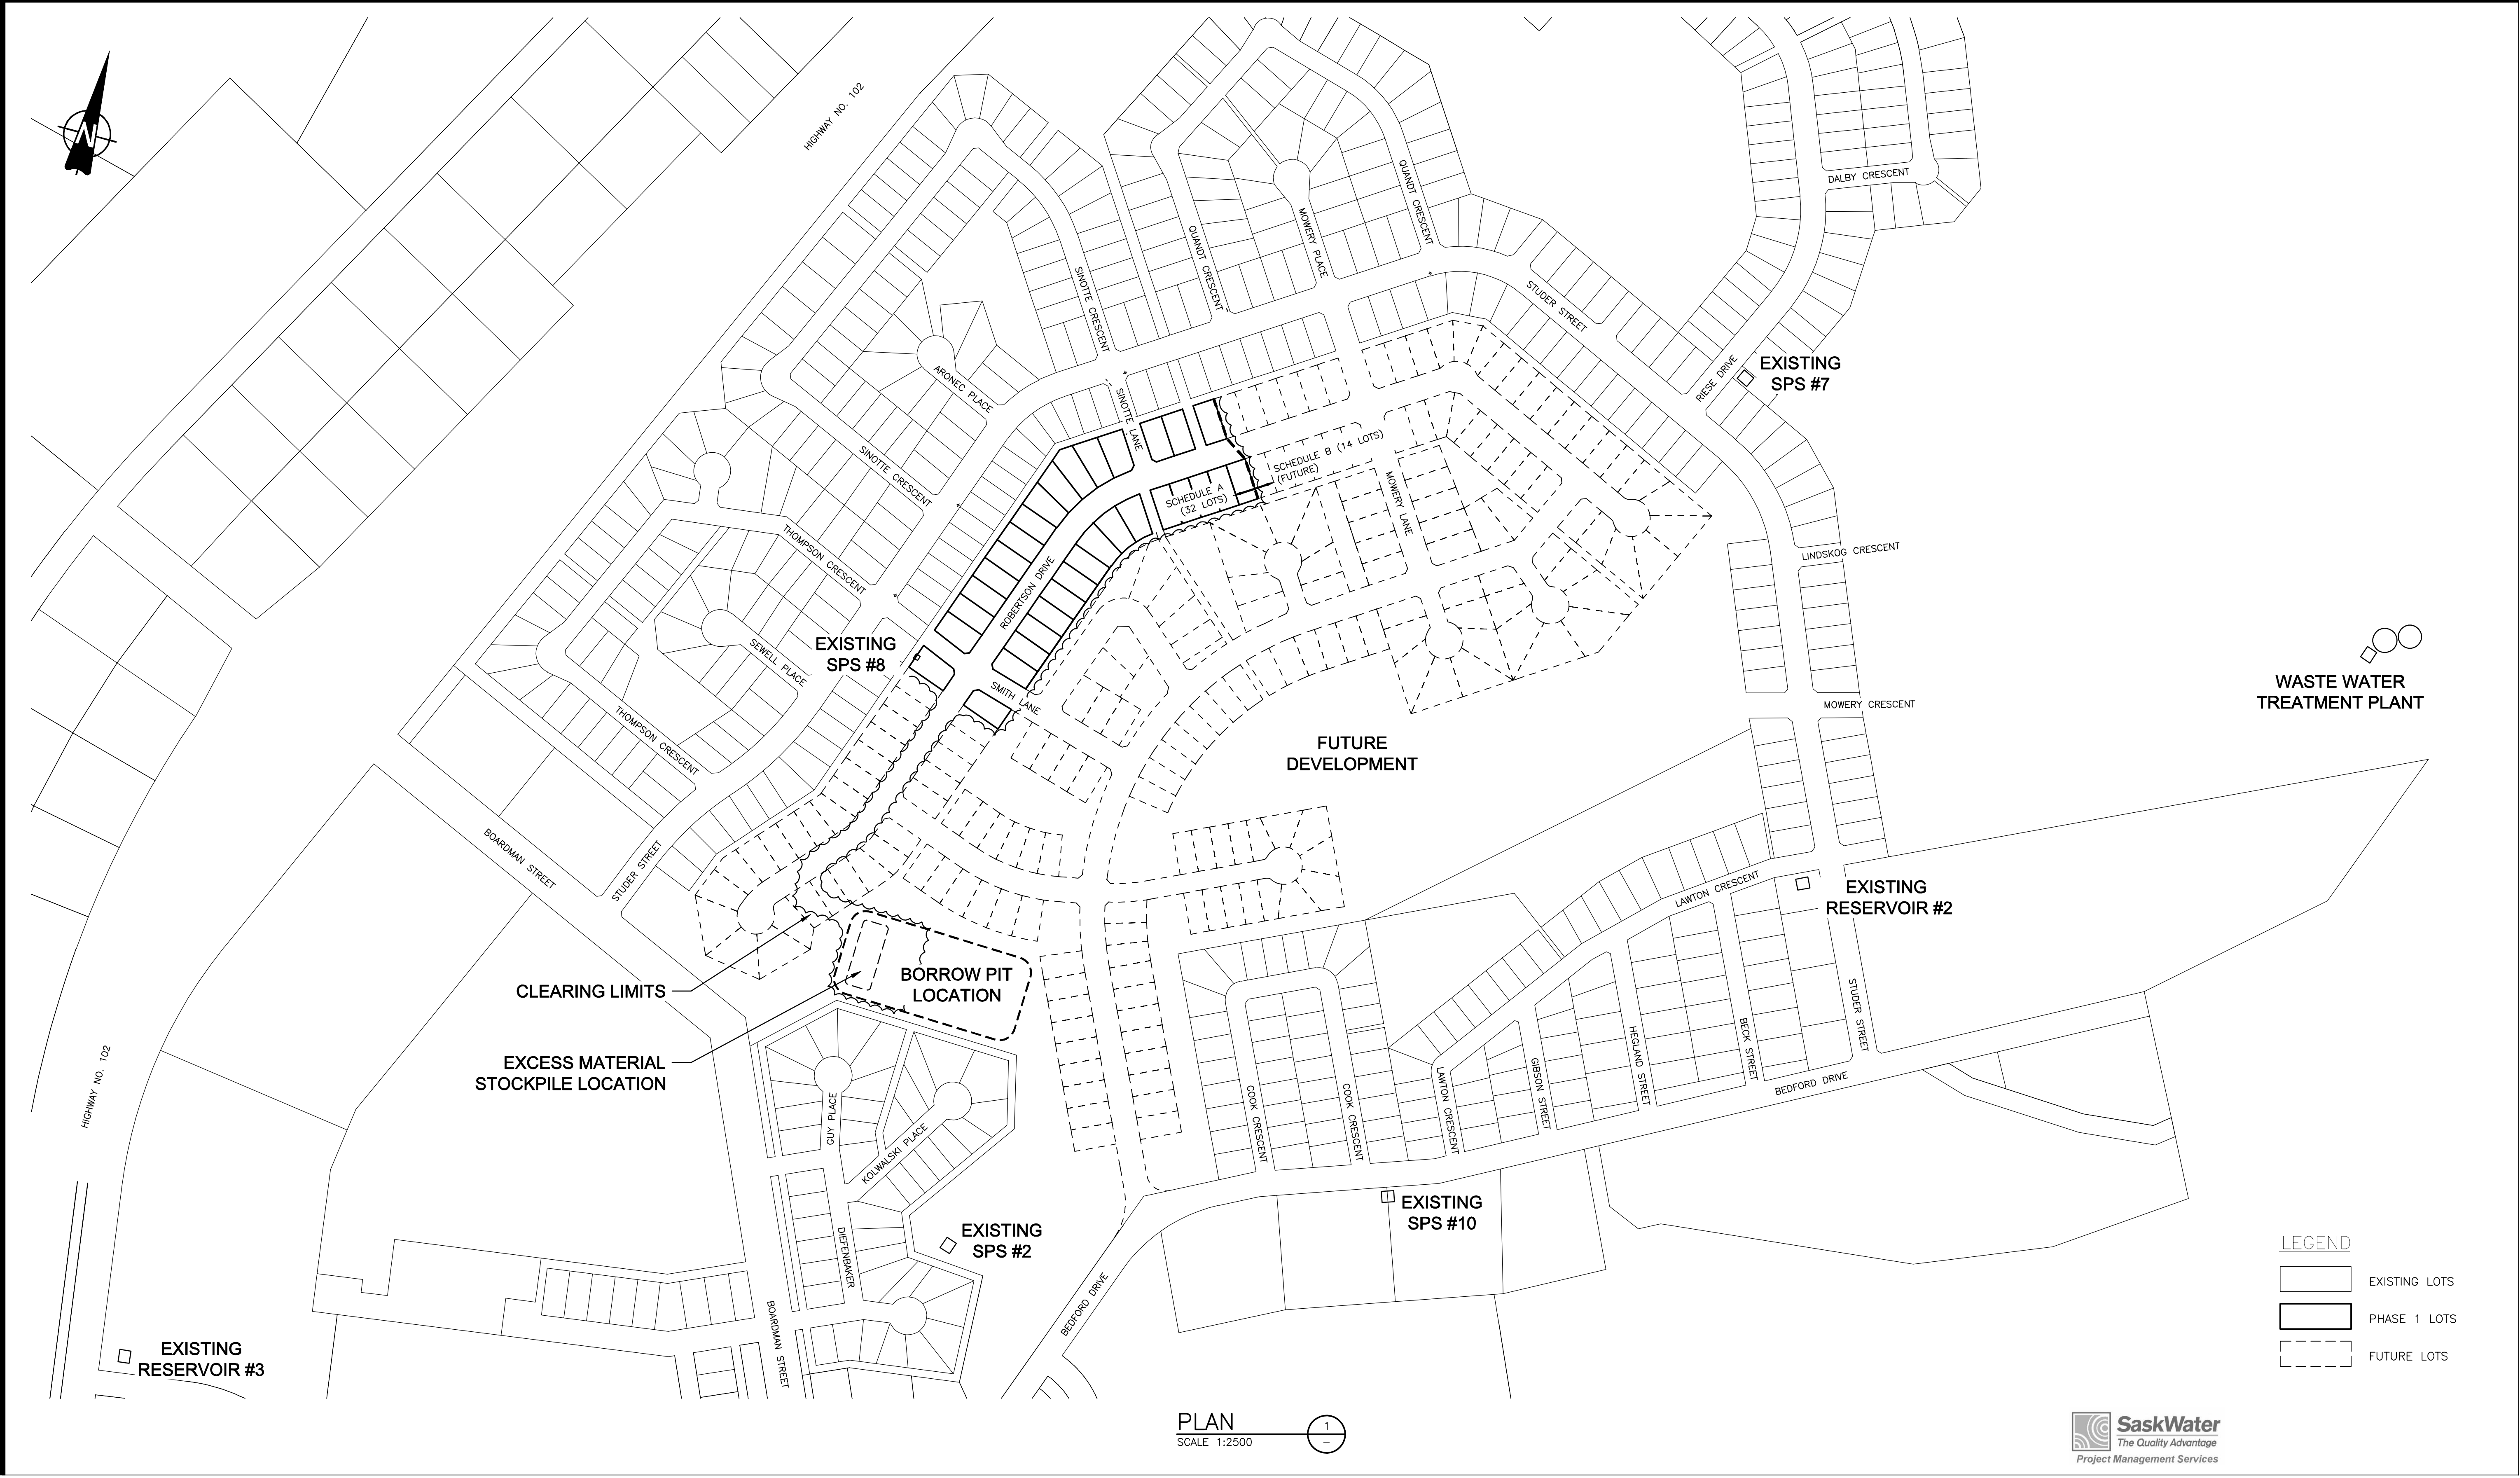 N
HIGHWAY NO. 102
QUANDT CRESCENT
DALBY CRESCENT
MOWERY PLACE
QUANDT CRESCENT
SINOTTE CRESCENT
STUDER STREET
ARONEC PLACE
RIESE DRIVE
EXISTING
SPS #7
SINOTTE LANE
SINOTTE CRESCENT
SCHEDULE B (14 LOTS)
(FUTURE)
SCHEDULE A
(32 LOTS)
MOWERY LANE
THOMPSON CRESCENT
LINDSKOG CRESCENT
ROBERTSON DRIVE
EXISTING
SPS #8
SEWELL PLACE
SMITH LANE
WASTE WATER
TREATMENT PLANT
MOWERY CRESCENT
THOMPSON CRESCENT
FUTURE
DEVELOPMENT
BOARDMAN STREET
STUDER STREET
LAWTON CRESCENT
EXISTING
RESERVOIR #2
BORROW PIT
LOCATION
CLEARING LIMITS
STUDER STREET
EXCESS MATERIAL
STOCKPILE LOCATION
HIGHWAY NO. 102
GUY PLACE
KOLWALSKI PLACE
COOK CRESCENT
COOK CRESCENT
LAWTON CRESCENT
GIBSON STREET
HEGLAND STREET
BECK STREET
BEDFORD DRIVE
EXISTING
SPS #10
EXISTING
SPS #2
DIEFENBAKER
BEDFORD DRIVE
BOARDMAN STREET
EXISTING
RESERVOIR #3
LEGEND
EXISTING LOTS
PHASE 1 LOTS
FUTURE LOTS
PLAN
SCALE 1:2500
1
–
SaskWater
The Quality Advantage
Project Management Services